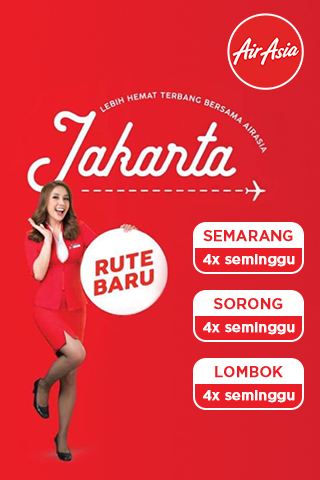 AirAsia
LEBIH HEMAT TERBANG BERSAMA AIRASIA
Jakarta
RUTE
BARU
SEMARANG
4x seminggu
SORONG
4x seminggu
LOMBOK
4x seminggu